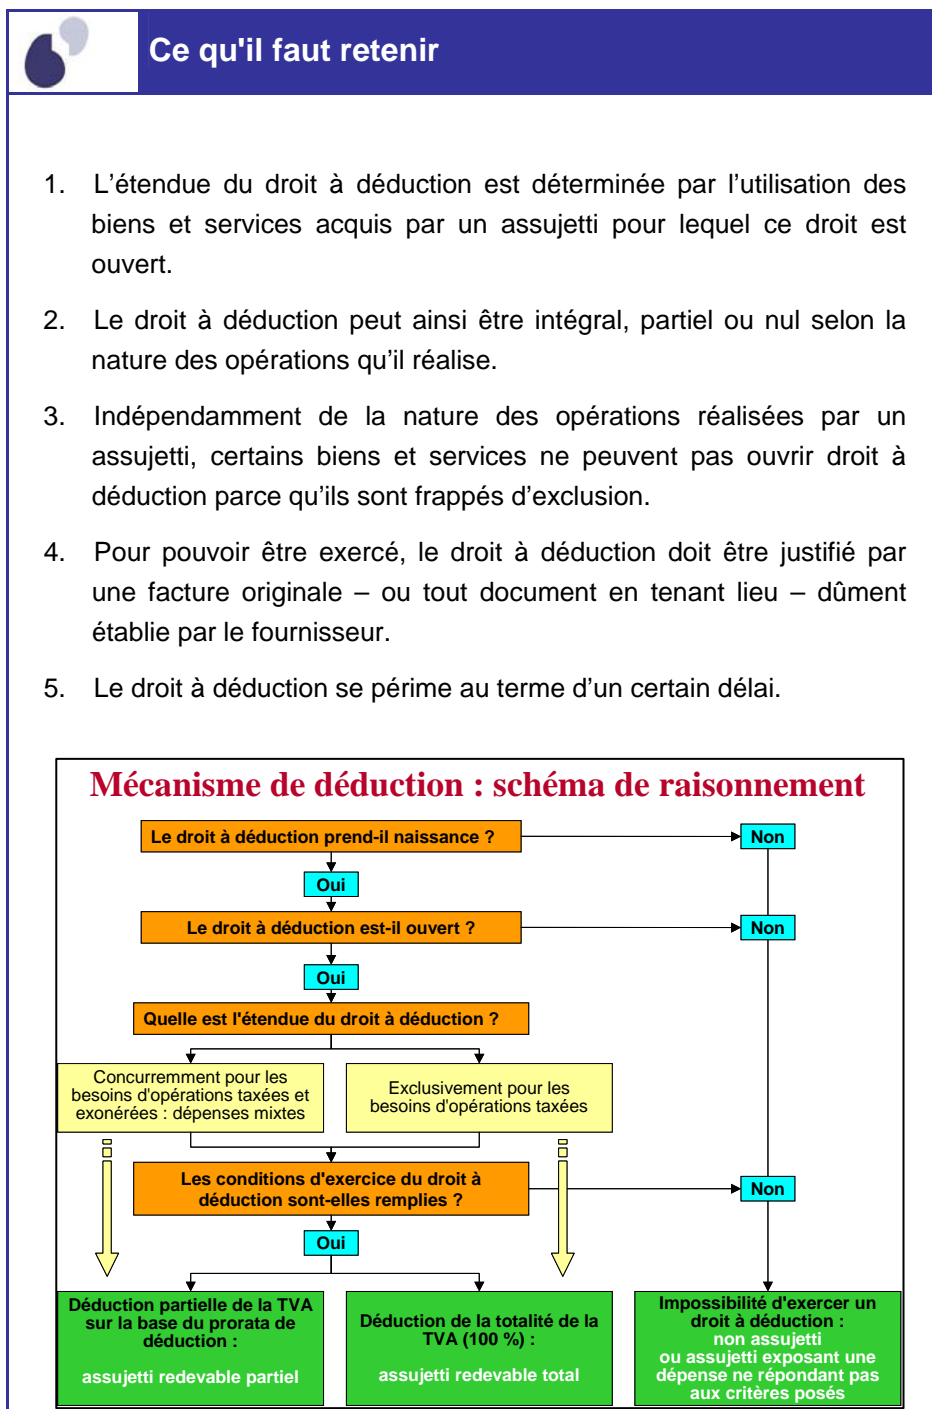 Ce qu'il faut retenir
1. L’étendue du droit à déduction est déterminée par l’utilisation des
biens et services acquis par un assujetti pour lequel ce droit est
ouvert.
2. Le droit à déduction peut ainsi être intégral, partiel ou nul selon la
nature des opérations qu’il réalise.
3. Indépendamment de la nature des opérations réalisées par un
assujetti, certains biens et services ne peuvent pas ouvrir droit à
déduction parce qu’ils sont frappés d’exclusion.
4. Pour pouvoir être exercé, le droit à déduction doit être justifié par
une facture originale – ou tout document en tenant lieu – dûment
établie par le fournisseur.
5. Le droit à déduction se périme au terme d’un certain délai.
Mécanisme de déduction : schéma de raisonnement
Le droit à déduction prend-il naissance ?
Non
Oui
Le droit à déduction est-il ouvert ?
Non
Oui
Quelle est l'étendue du droit à déduction ?
Concurremment pour les
besoins d'opérations taxées et
exonérées : dépenses mixtes
Exclusivement pour les
besoins d'opérations taxées
Les conditions d'exercice du droit à
déduction sont-elles remplies ?
Non
Oui
Déduction partielle de la TVA
sur la base du prorata de
déduction :
assujetti redevable partiel
Déduction de la totalité de la
TVA (100 %) :
assujetti redevable total
Impossibilité d'exercer un
droit à déduction :
non assujetti
ou assujetti exposant une
dépense ne répondant pas
aux critères posés